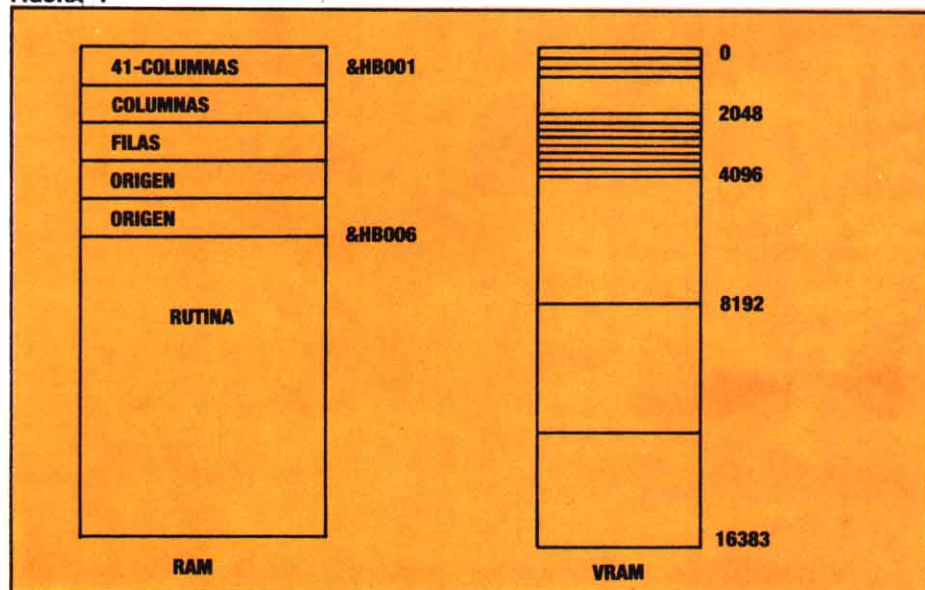 41-COLUMNAS
&HB001
COLUMNAS
FILAS
ORIGEN
ORIGEN
&HB006
RUTINA
RAM
0
2048
4096
8192
16383
VRAM